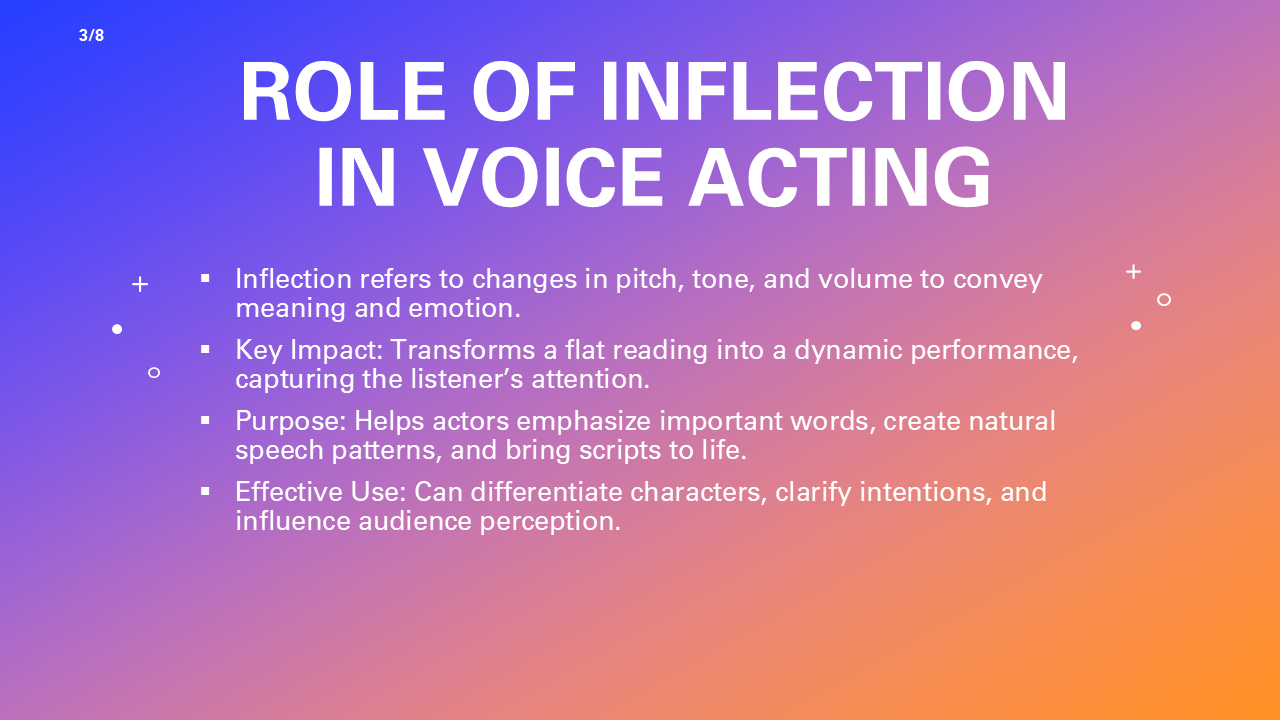 3/8
ROLE OF INFLECTION
IN VOICE ACTING
▪ Inflection refers to changes in pitch, tone, and volume to convey
meaning and emotion.
▪ Key Impact: Transforms a flat reading into a dynamic performance,
capturing the listener’s attention.
▪ Purpose: Helps actors emphasize important words, create natural
speech patterns, and bring scripts to life.
▪ Effective Use: Can differentiate characters, clarify intentions, and
influence audience perception.